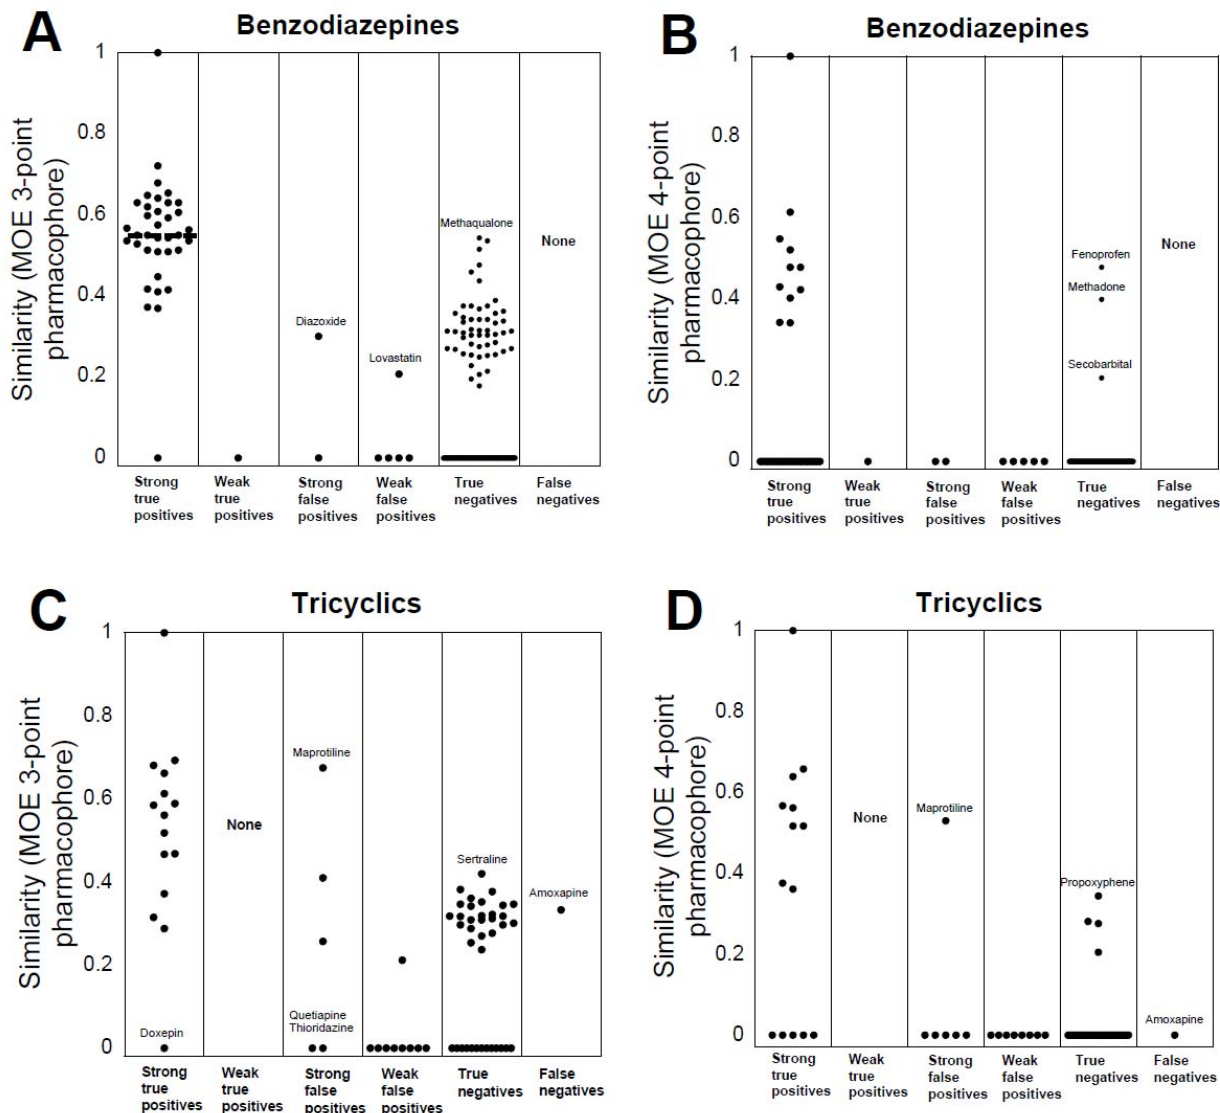 A
Benzodiazepines
Similarity (MOE 3-point
pharmacophore)
1
0.8
0.6
0.4
0.2
0
Diazoxide
Lovastatin
Methaqualone
None
Strong
true
positives
Weak
true
positives
Strong
false
positives
Weak
false
positives
True
negatives
False
negatives
B
Benzodiazepines
Similarity (MOE 4-point
pharmacophore)
1
0.8
0.6
0.4
0.2
0
Fenoprofen
Methadone
Secobarbital
None
Strong
true
positives
Weak
true
positives
Strong
false
positives
Weak
false
positives
True
negatives
False
negatives
C
Tricyclics
Similarity (MOE 3-point
pharmacophore)
1
0.8
0.6
0.4
0.2
0
Doxepin
None
Maprotiline
Quetiapine
Thioridazine
Sertraline
Amoxapine
Strong
true
positives
Weak
true
positives
Strong
false
positives
Weak
false positives
True
negatives
False
negatives
D
Tricyclics
Similarity (MOE 4-point
pharmacophore)
1
0.8
0.6
0.4
0.2
0
None
Maprotiline
Propoxyphene
Amoxapine
Strong
true
positives
Weak
true
positives
Strong
false
positives
Weak
False
positives
True
negatives
False
negatives